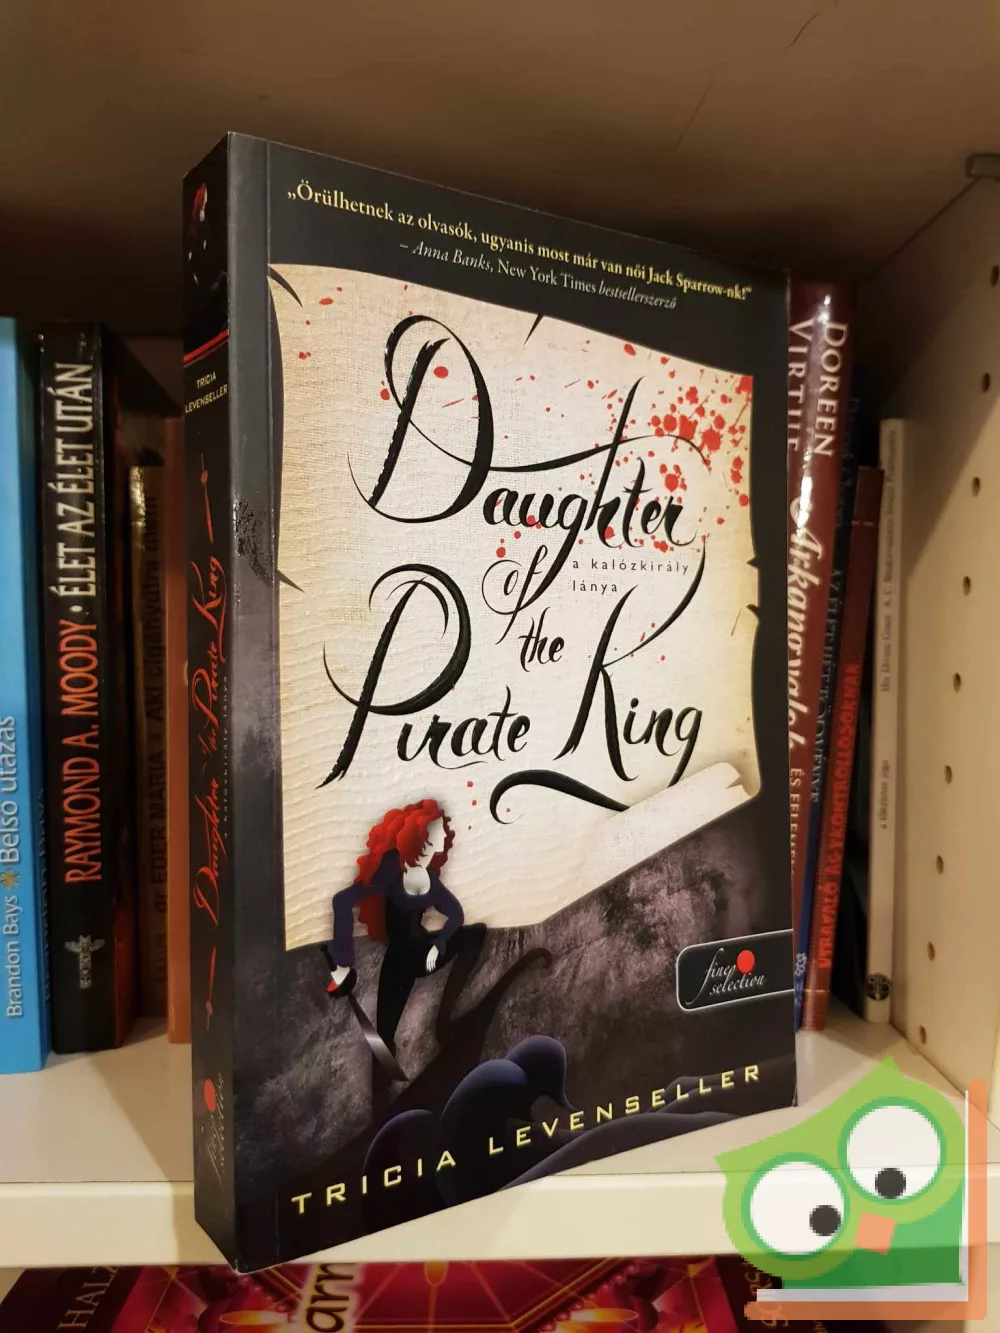 „Örülhetnek az olvasók, ugyanis most már van női Jack Sparrow-nk!”
– Anna Banks, New York Times bestsellerszerző
Daughter
of
the
a kalózkirály
lánya
Pirate King
TRICIA LEVENSELLER
fine
selection
TRICIA
LEVENSELLER
Daughter of the Pirate King
a kalózkirály lánya
Brandon Bays Belső utazás
RAYMOND A. MOODY • ÉLET AZ ÉLET UTÁN
DOREEN
VIRTUE
ÚTRAVALÓ AGYKONTROLLOSOKNAK